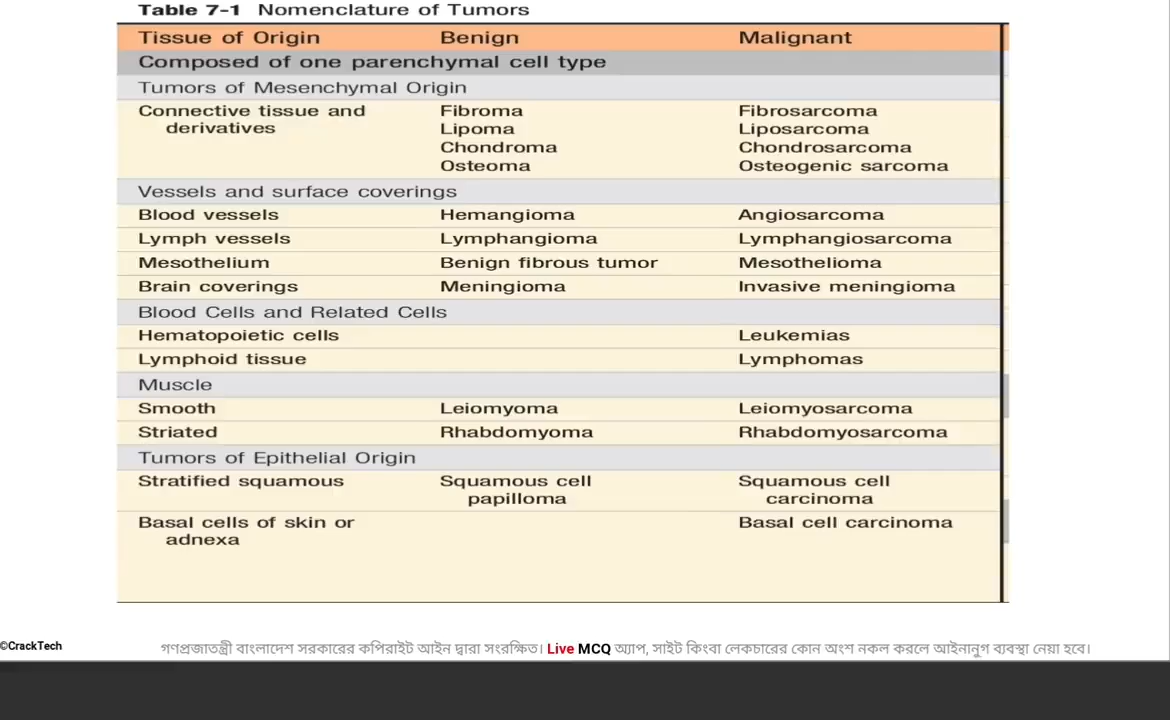 Table 7-1 Nomenclature of Tumors
Tissue of Origin Benign Malignant
Composed of one parenchymal cell type
Tumors of Mesenchymal Origin
Connective tissue and Fibroma Fibrosarcoma
derivatives Lipoma Liposarcoma
Chondroma Chondrosarcoma
Osteoma Osteogenic sarcoma
Vessels and surface coverings
Blood vessels Hemangioma Angiosarcoma
Lymph vessels Lymphangioma Lymphangiosarcoma
Mesothelium Benign fibrous tumor Mesothelioma
Brain coverings Meningioma Invasive meningioma
Blood Cells and Related Cells
Hematopoietic cells Leukemias
Lymphoid tissue Lymphomas
Muscle
Smooth Leiomyoma Leiomyosarcoma
Striated Rhabdomyoma Rhabdomyosarcoma
Tumors of Epithelial Origin
Stratified squamous Squamous cell Squamous cell
papilloma carcinoma
Basal cells of skin or Basal cell carcinoma
adnexa
©CrackTech গণপ্রজাতন্ত্রী বাংলাদেশ সরকারের কপিরাইট আইন দ্বারা সংরক্ষিত। Live MCQ অ্যাপ, সাইট কিংবা লেকচারের কোন অংশ নকল করলে আইনানুগ ব্যবস্থা নেয়া হবে।